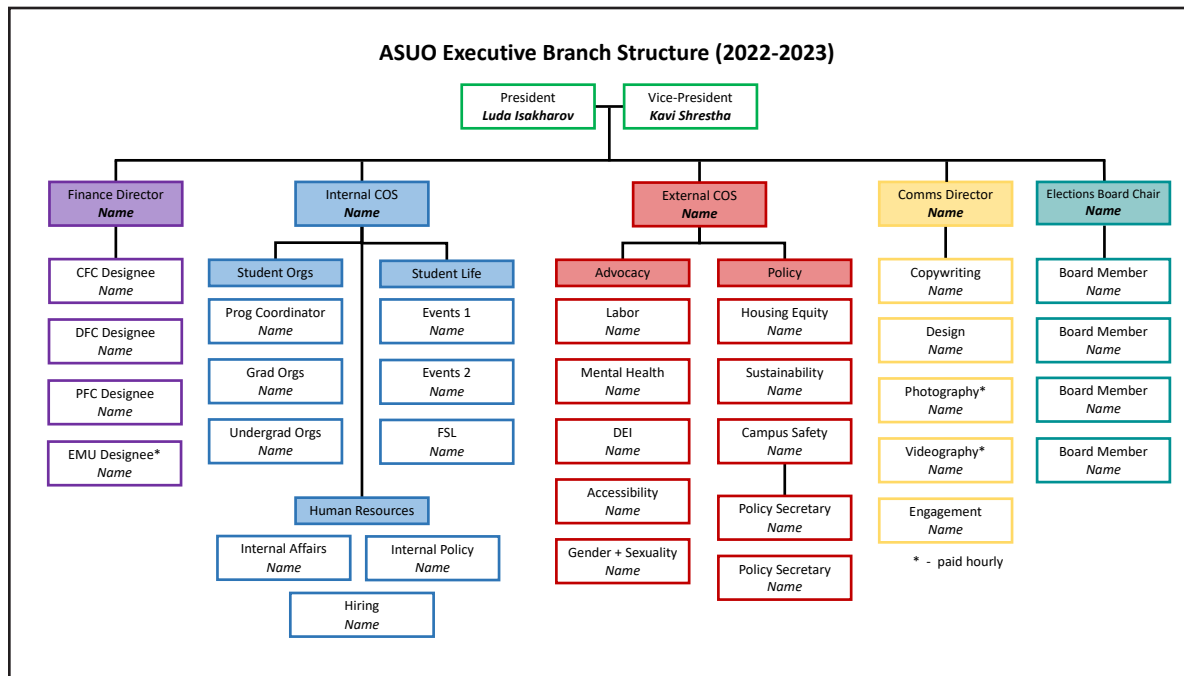 ASUO Executive Branch Structure (2022-2023)
President
Luda Isakharov
Vice-President
Kavi Shrestha
Finance Director
Name
CFC Designee
Name
DFC Designee
Name
PFC Designee
Name
EMU Designee*
Name
Internal COS
Name
Student Orgs
Prog Coordinator
Name
Grad Orgs
Name
Undergrad Orgs
Name
Student Life
Events 1
Name
Events 2
Name
FSL
Name
Human Resources
Internal Affairs
Name
Internal Policy
Name
Hiring
Name
External COS
Name
Advocacy
Labor
Name
Mental Health
Name
DEI
Name
Accessibility
Name
Gender + Sexuality
Name
Policy
Housing Equity
Name
Sustainability
Name
Campus Safety
Name
Policy Secretary
Name
Policy Secretary
Name
Comms Director
Name
Copywriting
Name
Design
Name
Photography*
Name
Videography*
Name
Engagement
Name
* - paid hourly
Elections Board Chair
Name
Board Member
Name
Board Member
Name
Board Member
Name
Board Member
Name